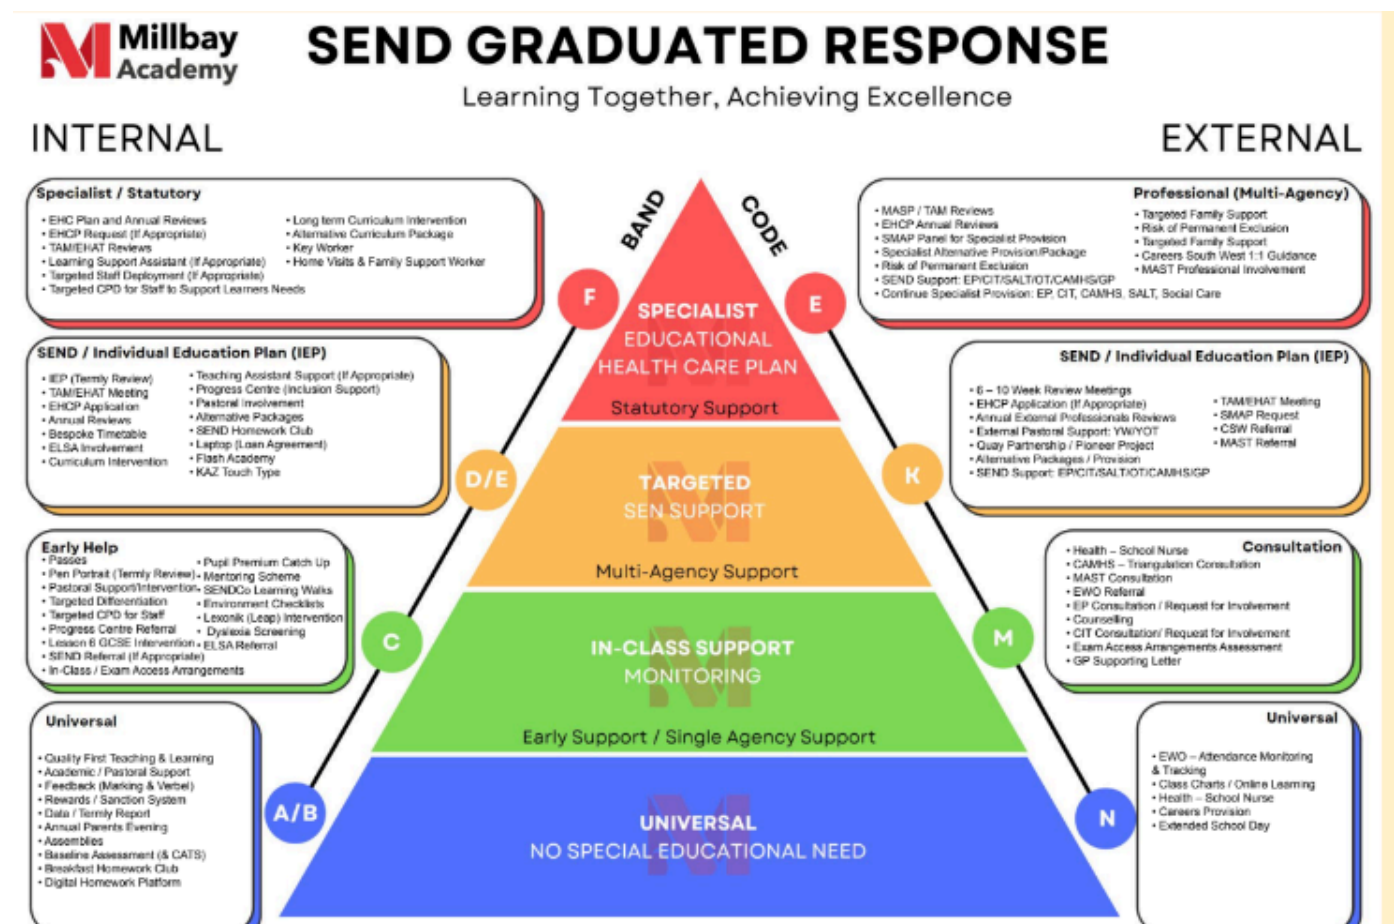 Millbay
Academy
SEND GRADUATED RESPONSE
Learning Together, Achieving Excellence
INTERNAL
EXTERNAL
Specialist / Statutory
• EHC Plan and Annual Reviews
• EHCP Request (If Appropriate)
• TAM/EHAT Reviews
• Learning Support Assistant (If Appropriate)
• Targeted Staff Deployment (If Appropriate)
• Targeted CPD for Staff to Support Learners Needs
• Long term Curriculum Intervention
• Alternative Curriculum Package
• Key Worker
• Home Visits & Family Support Worker
BAND
CODE
Professional (Multi-Agency)
• MASP / TAM Reviews
• EHCP Annual Reviews
• SMAP Panel for Specialist Provision
• Specialist Alternative Provision/Package
• Risk of Permanent Exclusion
• SEND Support: EP/CIT/SALT/OT/CAMHS/GP
• Continue Specialist Provision: EP, CIT, CAMHS, SALT, Social Care
• Targeted Family Support
• Risk of Permanent Exclusion
• Targeted Family Support
• Careers South West 1:1 Guidance
• MAST Professional Involvement
F
SPECIALIST
EDUCATIONAL
HEALTH CARE PLAN
Statutory Support
E
SEND / Individual Education Plan (IEP)
• IEP (Termly Review)
• TAM/EHAT Meeting
• EHCP Application
• Annual Reviews
• Bespoke Timetable
• ELSA Involvement
• Curriculum Intervention
• Teaching Assistant Support (If Appropriate)
• Progress Centre (Inclusion Support)
• Pastoral Involvement
• Alternative Packages
• SEND Homework Club
• Laptop (Loan Agreement)
• Flash Academy
• KAZ Touch Type
D/E
TARGETED
SEN SUPPORT
Multi-Agency Support
K
SEND / Individual Education Plan (IEP)
• 6 – 10 Week Review Meetings
• EHCP Application (If Appropriate)
• Annual External Professionals Reviews
• External Pastoral Support: YW/YOT
• Quay Partnership / Pioneer Project
• Alternative Packages / Provision
• SEND Support: EP/CIT/SALT/OT/CAMHS/GP
• TAM/EHAT Meeting
• SMAP Request
• CSW Referral
• MAST Referral
Early Help
• Passes
• Pen Portrait (Termly Review)
• Pastoral Support/Intervention
• Targeted Differentiation
• Targeted CPD for Staff
• Progress Centre Referral
• Lesson 6 GCSE Intervention
• SEND Referral (If Appropriate)
• In-Class / Exam Access Arrangements
• Pupil Premium Catch Up
• Mentoring Scheme
• SENDCo Learning Walks
• Environment Checklists
• Lexonik (Leap) Intervention
• Dyslexia Screening
• ELSA Referral
C
IN-CLASS SUPPORT
MONITORING
Early Support / Single Agency Support
M
Consultation
• Health – School Nurse
• CAMHS – Triangulation Consultation
• MAST Consultation
• EWO Referral
• EP Consultation / Request for Involvement
• Counselling
• CIT Consultation/ Request for Involvement
• Exam Access Arrangements Assessment
• GP Supporting Letter
Universal
• Quality First Teaching & Learning
• Academic / Pastoral Support
• Feedback (Marking & Verbel)
• Rewards / Sanction System
• Data / Termly Report
• Annual Parents Evening
• Assemblies
• Baseline Assessment (& CATS)
• Breakfast Homework Club
• Digital Homework Platform
A/B
UNIVERSAL
NO SPECIAL EDUCATIONAL NEED
N
Universal
• EWO – Attendance Monitoring
& Tracking
• Class Charts / Online Learning
• Health – School Nurse
• Careers Provision
• Extended School Day